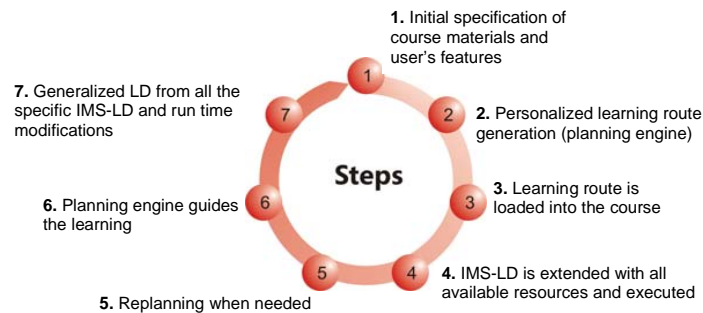 1. Initial specification of
course materials and
user's features
2. Personalized learning route
generation (planning engine)
3. Learning route is
loaded into the course
4. IMS-LD is extended with all
available resources and executed
5. Replanning when needed
6. Planning engine guides
the learning
7. Generalized LD from all the
specific IMS-LD and run time
modifications
Steps
1
2
3
4
5
6
7